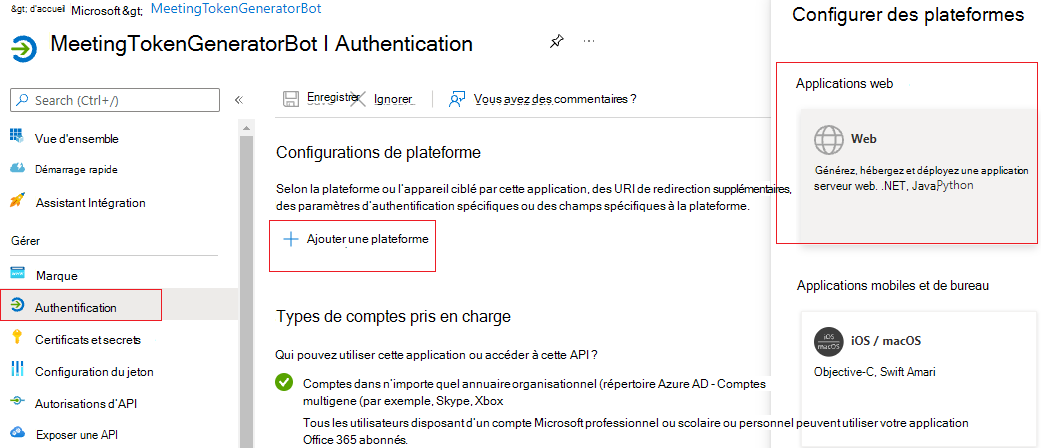 &gt; d'accueil Microsoft&gt; MeetingTokenGeneratorBot
MeetingTokenGeneratorBot I Authentication
Search (Ctrl+/)
Vue d'ensemble
Démarrage rapide
Assistant Intégration
Gérer
Marque
Authentification
Certificats et secrets
Configuration du jeton
Autorisations d'API
Exposer une API
Enregistrer Ignorer Vous avez des commentaires ?
Configurations de plateforme
Selon la plateforme ou l'appareil ciblé par cette application, des URI de redirection supplémentaires,
des paramètres d'authentification spécifiques ou des champs spécifiques à la plateforme.
Ajouter une plateforme
Types de comptes pris en charge
Qui pouvez utiliser cette application ou accéder à cette API ?
Comptes dans n'importe quel annuaire organisationnel (répertoire Azure AD - Comptes
multigene (par exemple, Skype, Xbox
Tous les utilisateurs disposant d'un compte Microsoft professionnel ou scolaire ou personnel peuvent utiliser votre application
Office 365 abonnés.
Configurer des plateformes
Applications web
Web
Générez, hébergez et déployez une application
serveur web. .NET, Java, Python
Applications mobiles et de bureau
iOS
macOS
iOS / macOS
Objective-C, Swift Amari